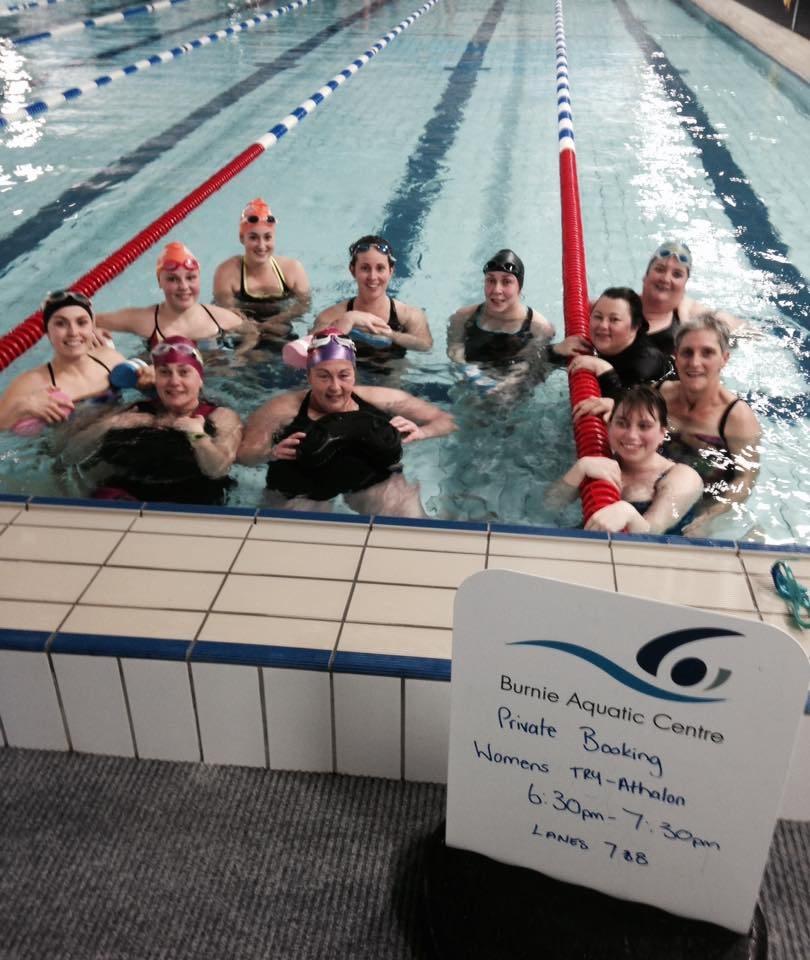 Burnie Aquatic Centre
Private Booking
Womens TRY-Athalon
6:30pm - 7:30pm
LANES 7&8